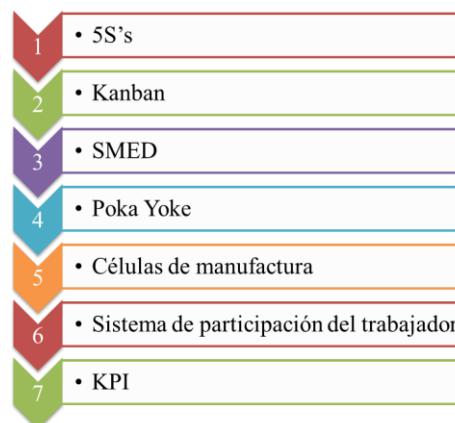 1 • 5S's
2 • Kanban
3 • SMED
4 • Poka Yoke
5 • Células de manufactura
6 • Sistema de participación del trabajador
7 • KPI